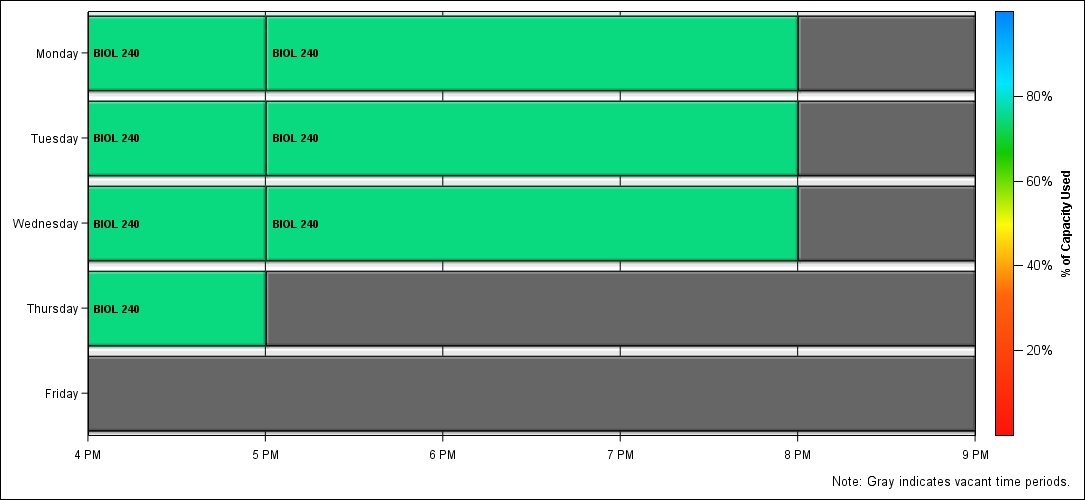 Monday BIOL 240 BIOL 240
80%
Tuesday BIOL 240 BIOL 240
60%
Wednesday BIOL 240 BIOL 240
% of Capacity Used
40%
Thursday BIOL 240
20%
Friday
4 PM 5 PM 6 PM 7 PM 8 PM 9 PM
Note: Gray indicates vacant time periods.